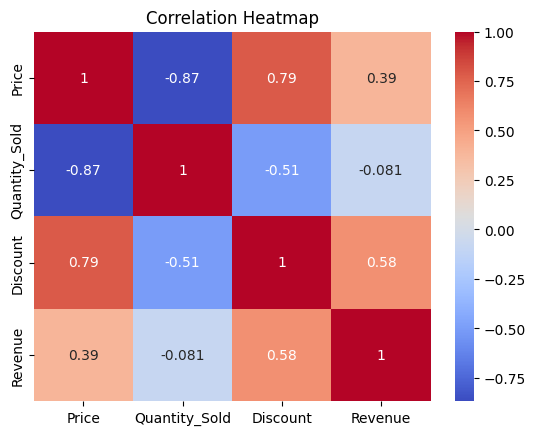 Correlation Heatmap
Price
1
-0.87
0.79
0.39
Quantity_Sold
-0.87
1
-0.51
-0.081
Discount
0.79
-0.51
1
0.58
Revenue
0.39
-0.081
0.58
1
Price
Quantity_Sold
Discount
Revenue
1.00
0.75
0.50
0.25
0.00
−0.25
−0.50
−0.75